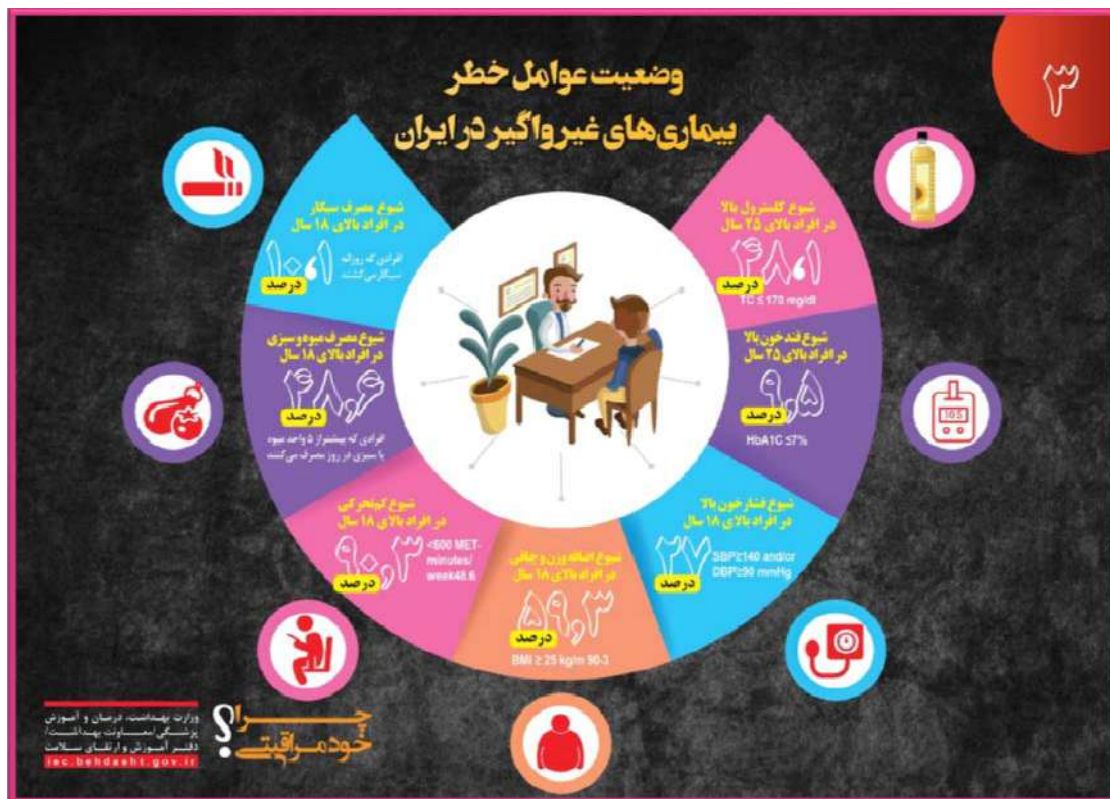 ۳
وضعیت عوامل خطر
بیماری‌های غیر واگیر در ایران
شیوع کلسترول بالا
در افراد بالای ۲۵ سال
۴۸٫۱
درصد
TC ≤ 170 mg/dl
شیوع قند خون بالا
در افراد بالای ۲۵ سال
۹٫۵
درصد
HbA1C ≤7%
105
شیوع فشار خون بالا
در افراد بالای ۱۸ سال
۲۷
درصد
SBP≥140 and/or
DBP≥90 mmHg
شیوع اضافه وزن و چاقی
در افراد بالای ۱۸ سال
۵۹٫۳
درصد
BMI ≥ 25 kg/m 90-3
شیوع کم‌تحرکی
در افراد بالای ۱۸ سال
۹۰٫۳
درصد
<600 MET-
minutes/
week48.6
شیوع مصرف میوه و سبزی
در افراد بالای ۱۸ سال
۴۸٫۶
درصد
افرادی که بیشتر از ۵ واحد میوه
یا سبزی در روز مصرف می‌کنند
شیوع مصرف سیگار
در افراد بالای ۱۸ سال
۱۰٫۱
درصد
افرادی که روزانه
سیگار می‌کشند
چرا
خودمراقبتی؟
وزارت بهداشت، درمان و آموزش
پزشکی/معاونت بهداشت/
دفتر آموزش و ارتقای سلامت
iec.behdasht.gov.ir